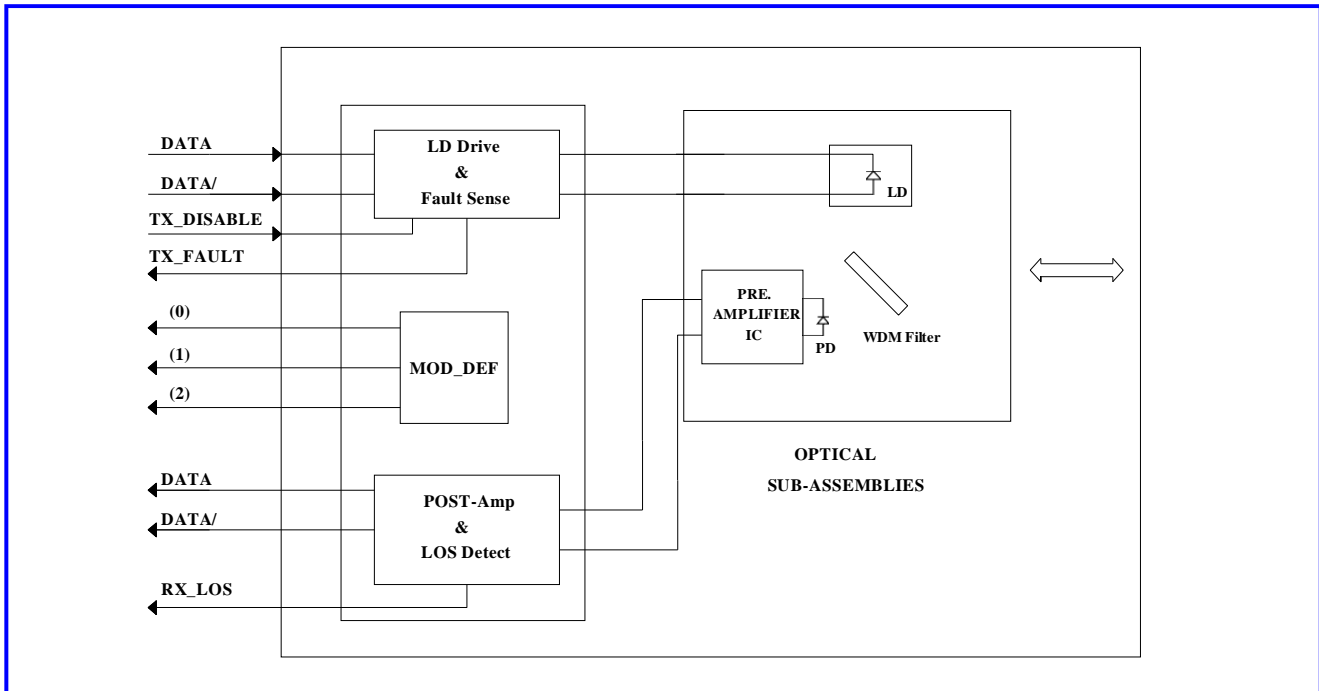 DATA
DATA/
TX_DISABLE
TX_FAULT
(0)
(1)
(2)
DATA
DATA/
RX_LOS
LD Drive
&
Fault Sense
MOD_DEF
POST-Amp
&
LOS Detect
LD
PRE.
AMPLIFIER
IC
PD
WDM Filter
OPTICAL
SUB-ASSEMBLIES